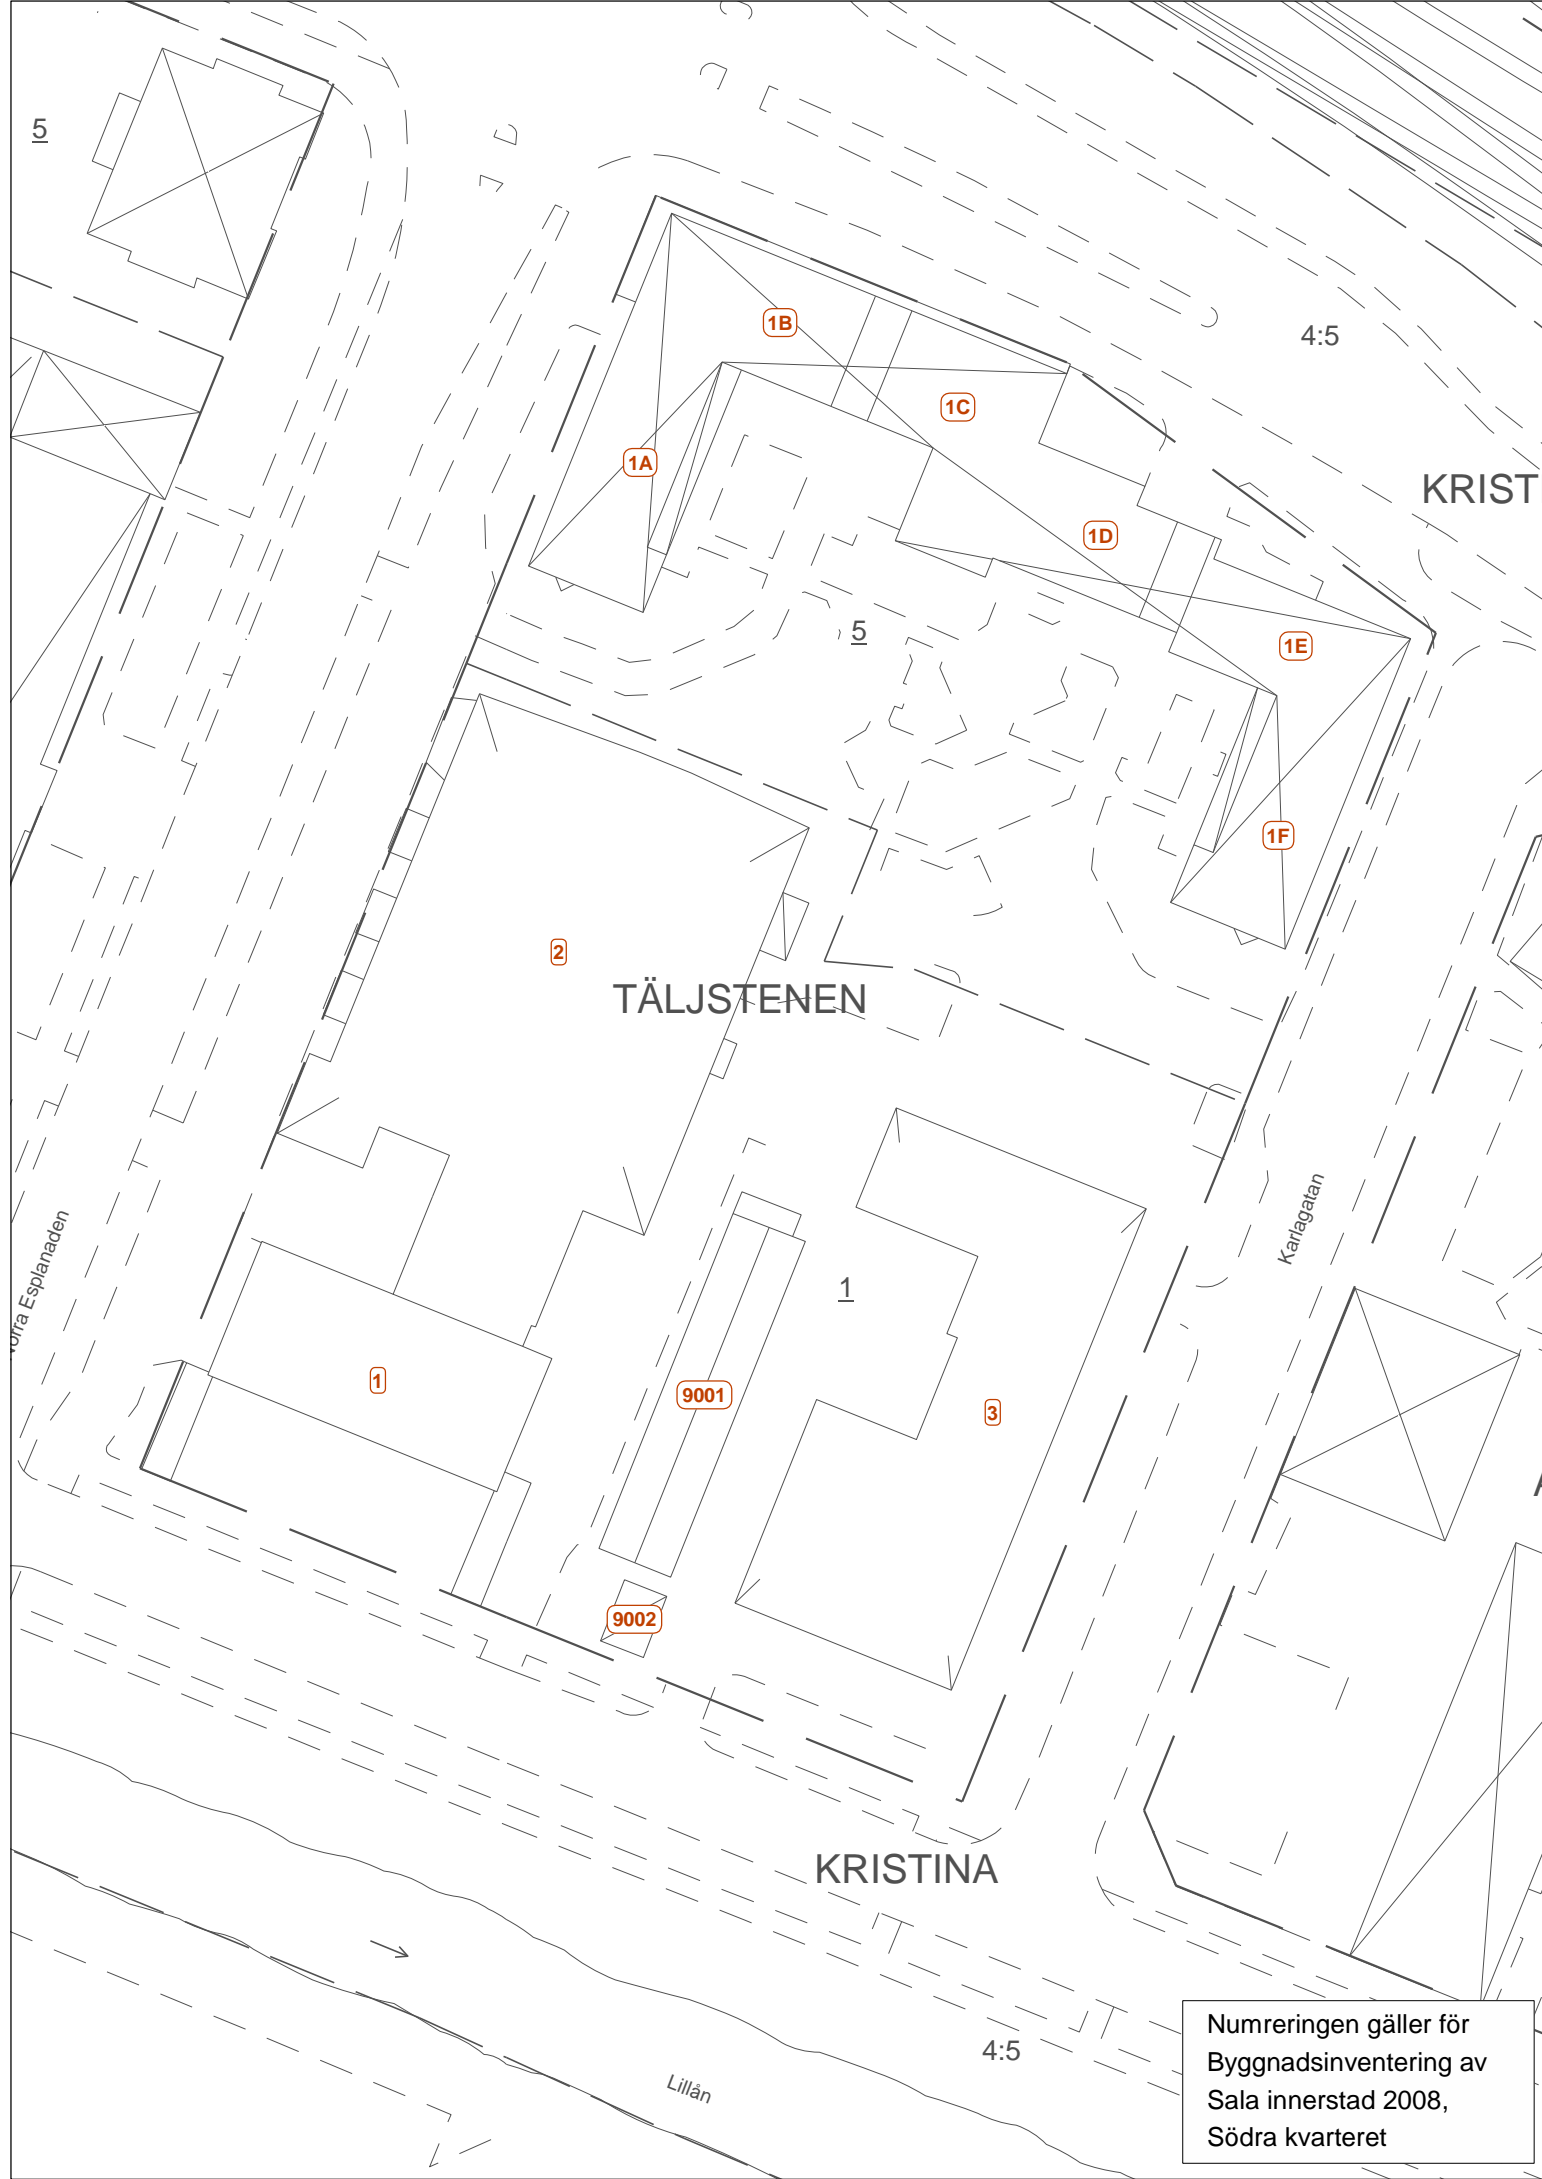 5
1B
4:5
1C
1A
KRIST
1D
5
1E
1F
2
TÄLJSTENEN
Karlagatan
Esplanaden
1
1
9001
3
9002
KRISTINA
4:5
Lillån
Numreringen gäller för
Byggnadsinventering av
Sala innerstad 2008,
Södra kvarteret